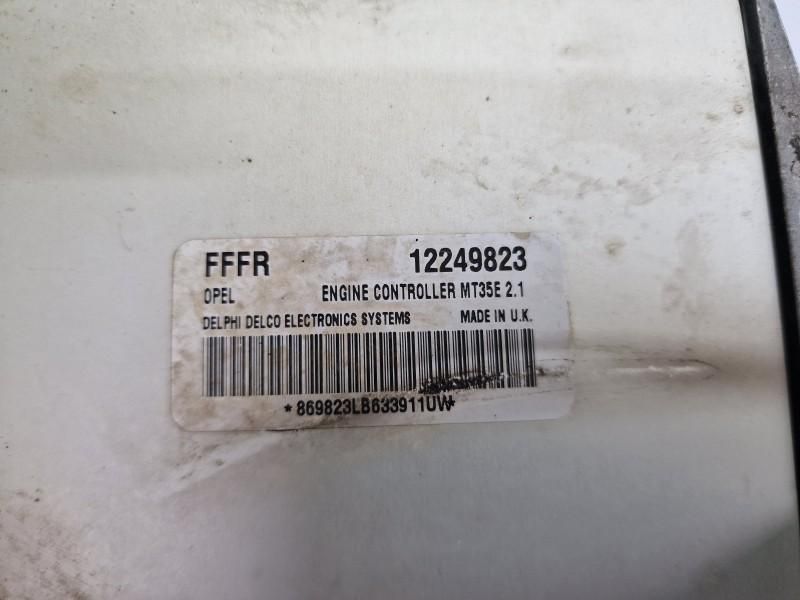 FFFR 12249823
OPEL ENGINE CONTROLLER MT35E 2.1
DELPHI DELCO ELECTRONICS SYSTEMS MADE IN U.K.
*869823LB633911UW*